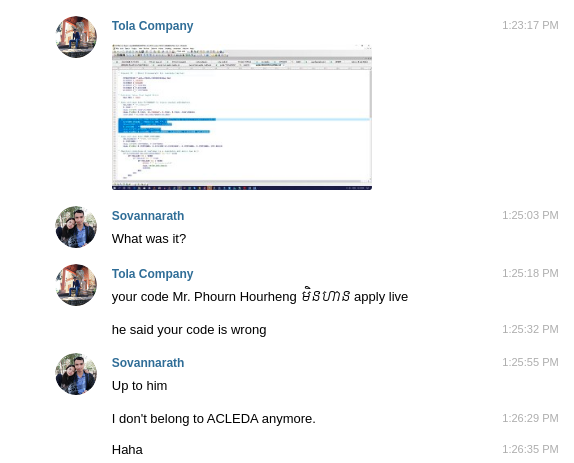 Tola Company 1:23:17 PM
Sovannarath 1:25:03 PM
What was it?
Tola Company 1:25:18 PM
your code Mr. Phourn Hourheng មិនហាន apply live
he said your code is wrong 1:25:32 PM
Sovannarath 1:25:55 PM
Up to him
I don't belong to ACLEDA anymore. 1:26:29 PM
Haha 1:26:35 PM